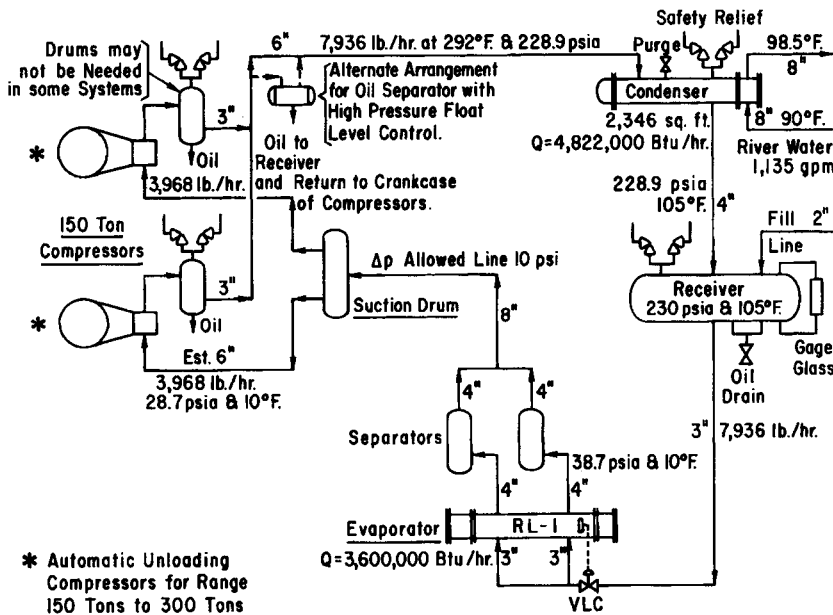 Drums may
not be Needed
in some Systems
6"
7,936 lb./hr. at 292°F. & 228.9 psia
Alternate Arrangement
for Oil Separator with
High Pressure Float
Level Control.
Safety Relief
Purge
98.5°F.
8"
Condenser
2,346 sq. ft.
Q=4,822,000 Btu/hr.
8" 90°F.
River Water
1,135 gpm
3"
Oil
*
3,968 lb./hr.
Oil to
Receiver
and Return to Crankcase
of Compressors.
228.9 psia
105°F.
4"
Fill 2"
Line
150 Ton
Compressors
3"
Oil
*
Δp Allowed Line 10 psi
Suction Drum
8"
Receiver
230 psia & 105°F.
Gage
Glass
Oil
Drain
Est. 6"
3,968 lb./hr.
28.7 psia & 10°F.
4"
4"
Separators
38.7 psia & 10°F.
3" 7,936 lb./hr.
4"
4"
Evaporator
RL-1
Q=3,600,000 Btu/hr.
3"
3"
VLC
* Automatic Unloading
Compressors for Range
150 Tons to 300 Tons